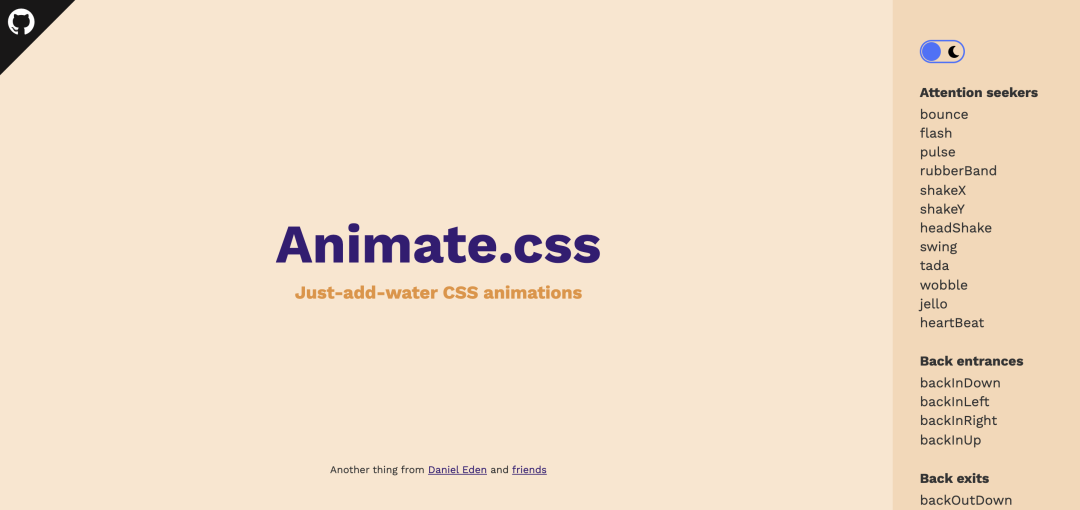 Animate.css
Just-add-water CSS animations
Another thing from Daniel Eden and friends
Attention seekers
bounce
flash
pulse
rubberBand
shakeX
shakeY
headShake
swing
tada
wobble
jello
heartBeat
Back entrances
backInDown
backInLeft
backInRight
backInUp
Back exits
backOutDown